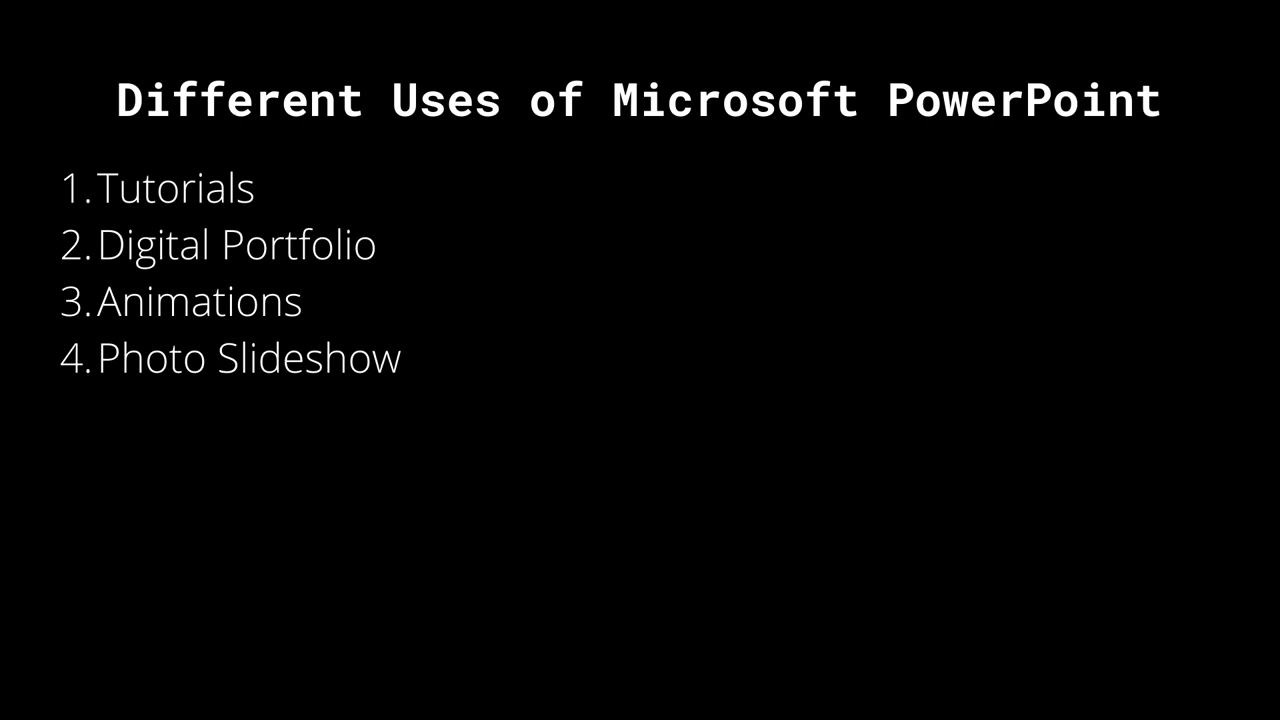 Different Uses of Microsoft PowerPoint
1. Tutorials
2. Digital Portfolio
3. Animations
4. Photo Slideshow